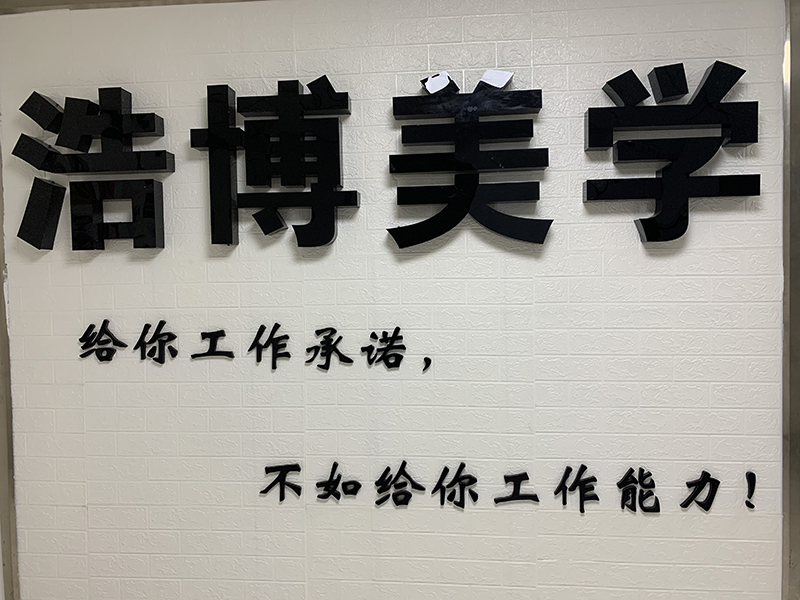 浩博美学
给你工作承诺，
不如给你工作能力！